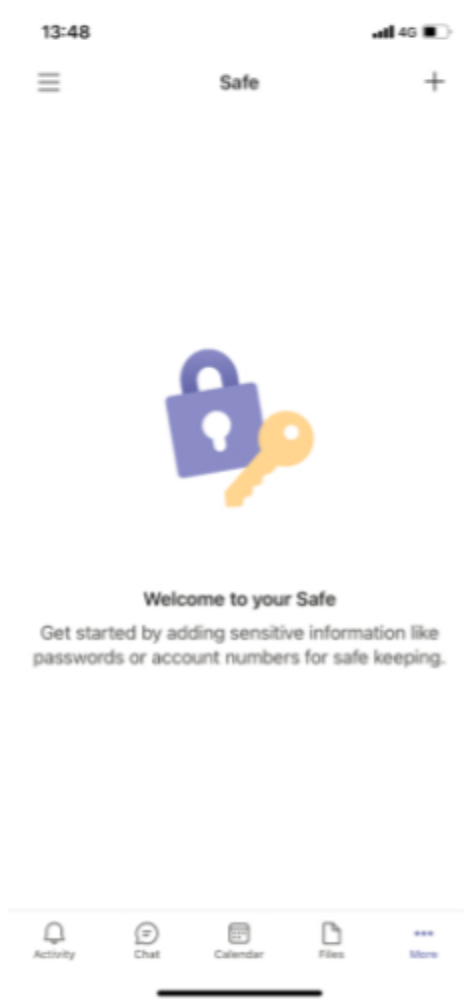 13:48
4G
Safe
Welcome to your Safe
Get started by adding sensitive information like
passwords or account numbers for safe keeping.
Activity
Chat
Calendar
Files
More